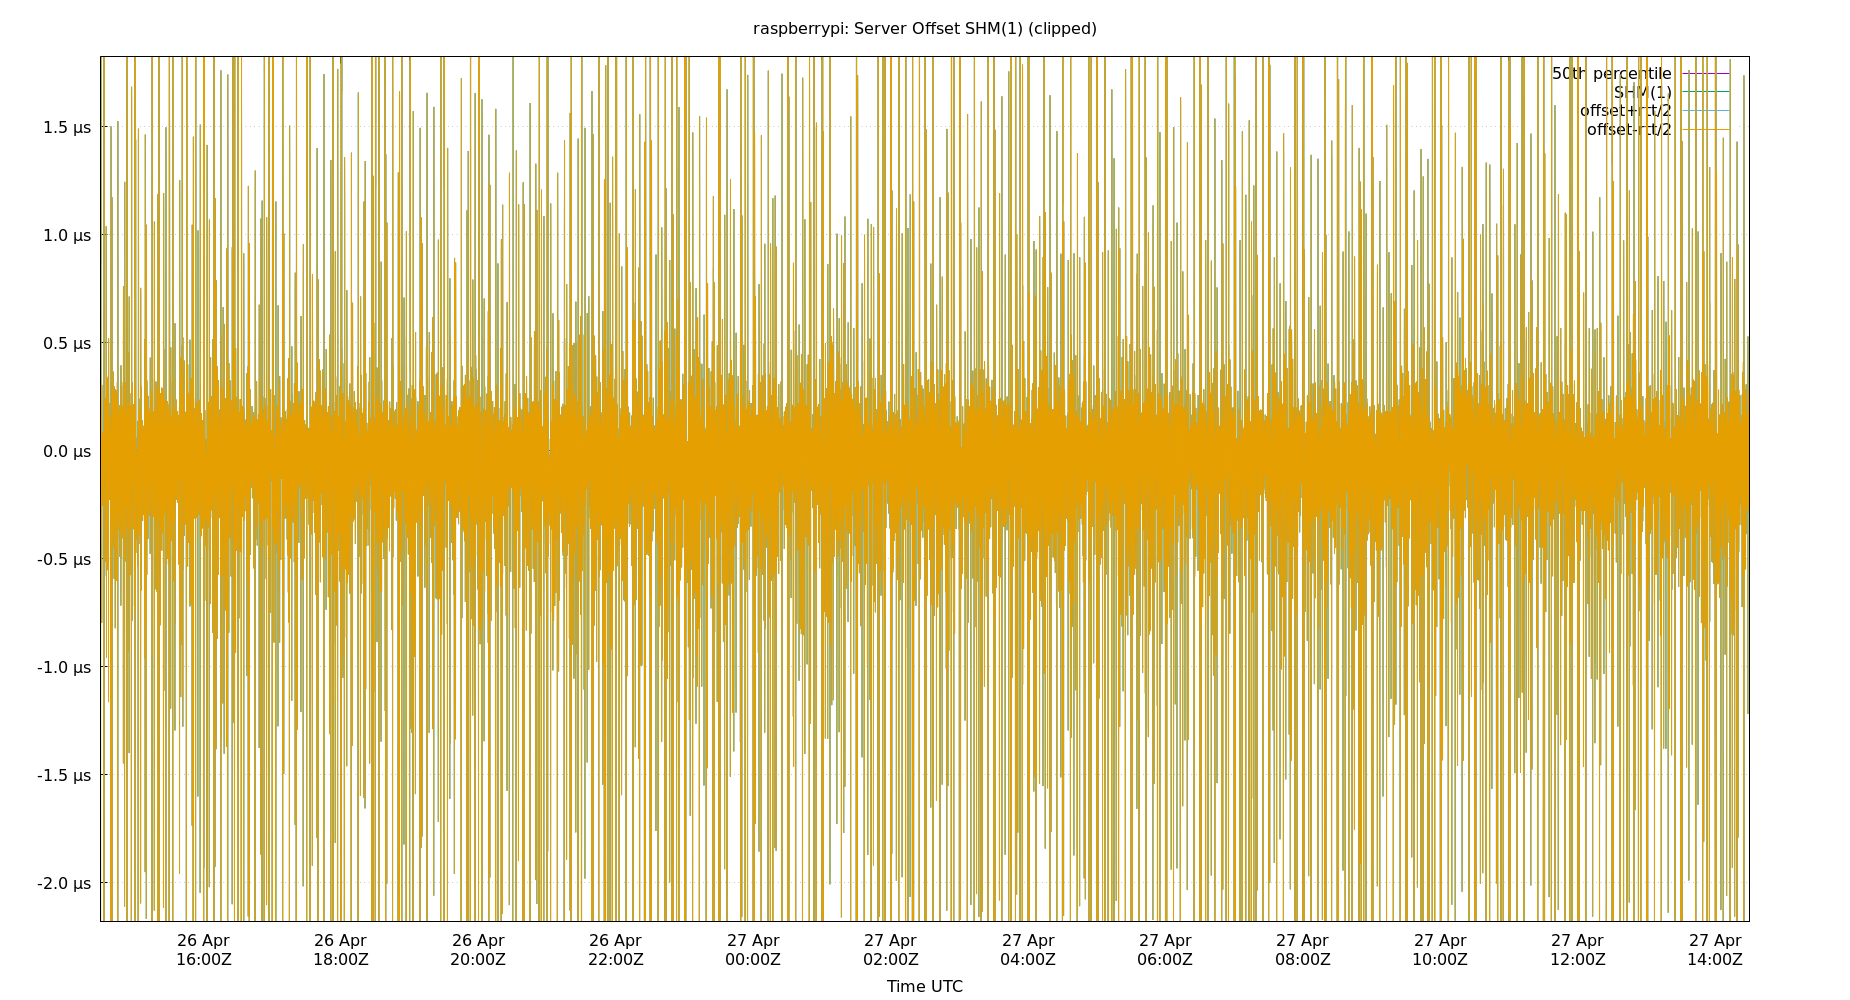 raspberrypi: Server Offset SHM(1) (clipped)
50th percentile
SHM(1)
offset+rtt/2
offset-rtt/2
1.5 µs
1.0 µs
0.5 µs
0.0 µs
-0.5 µs
-1.0 µs
-1.5 µs
-2.0 µs
26 Apr 26 Apr 26 Apr 26 Apr 27 Apr 27 Apr 27 Apr 27 Apr 27 Apr 27 Apr 27 Apr 27 Apr
16:00Z 18:00Z 20:00Z 22:00Z 00:00Z 02:00Z 04:00Z 06:00Z 08:00Z 10:00Z 12:00Z 14:00Z
Time UTC